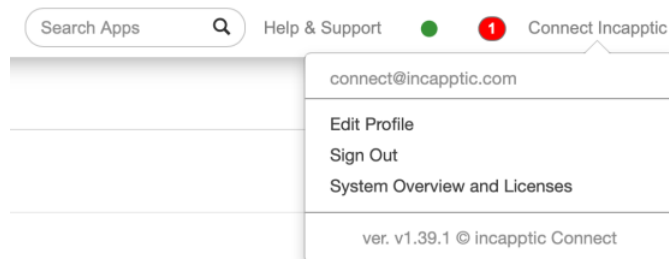 Search Apps Help & Support 1 Connect Incapptic
connect@incapptic.com
Edit Profile
Sign Out
System Overview and Licenses
ver. v1.39.1 © incapptic Connect